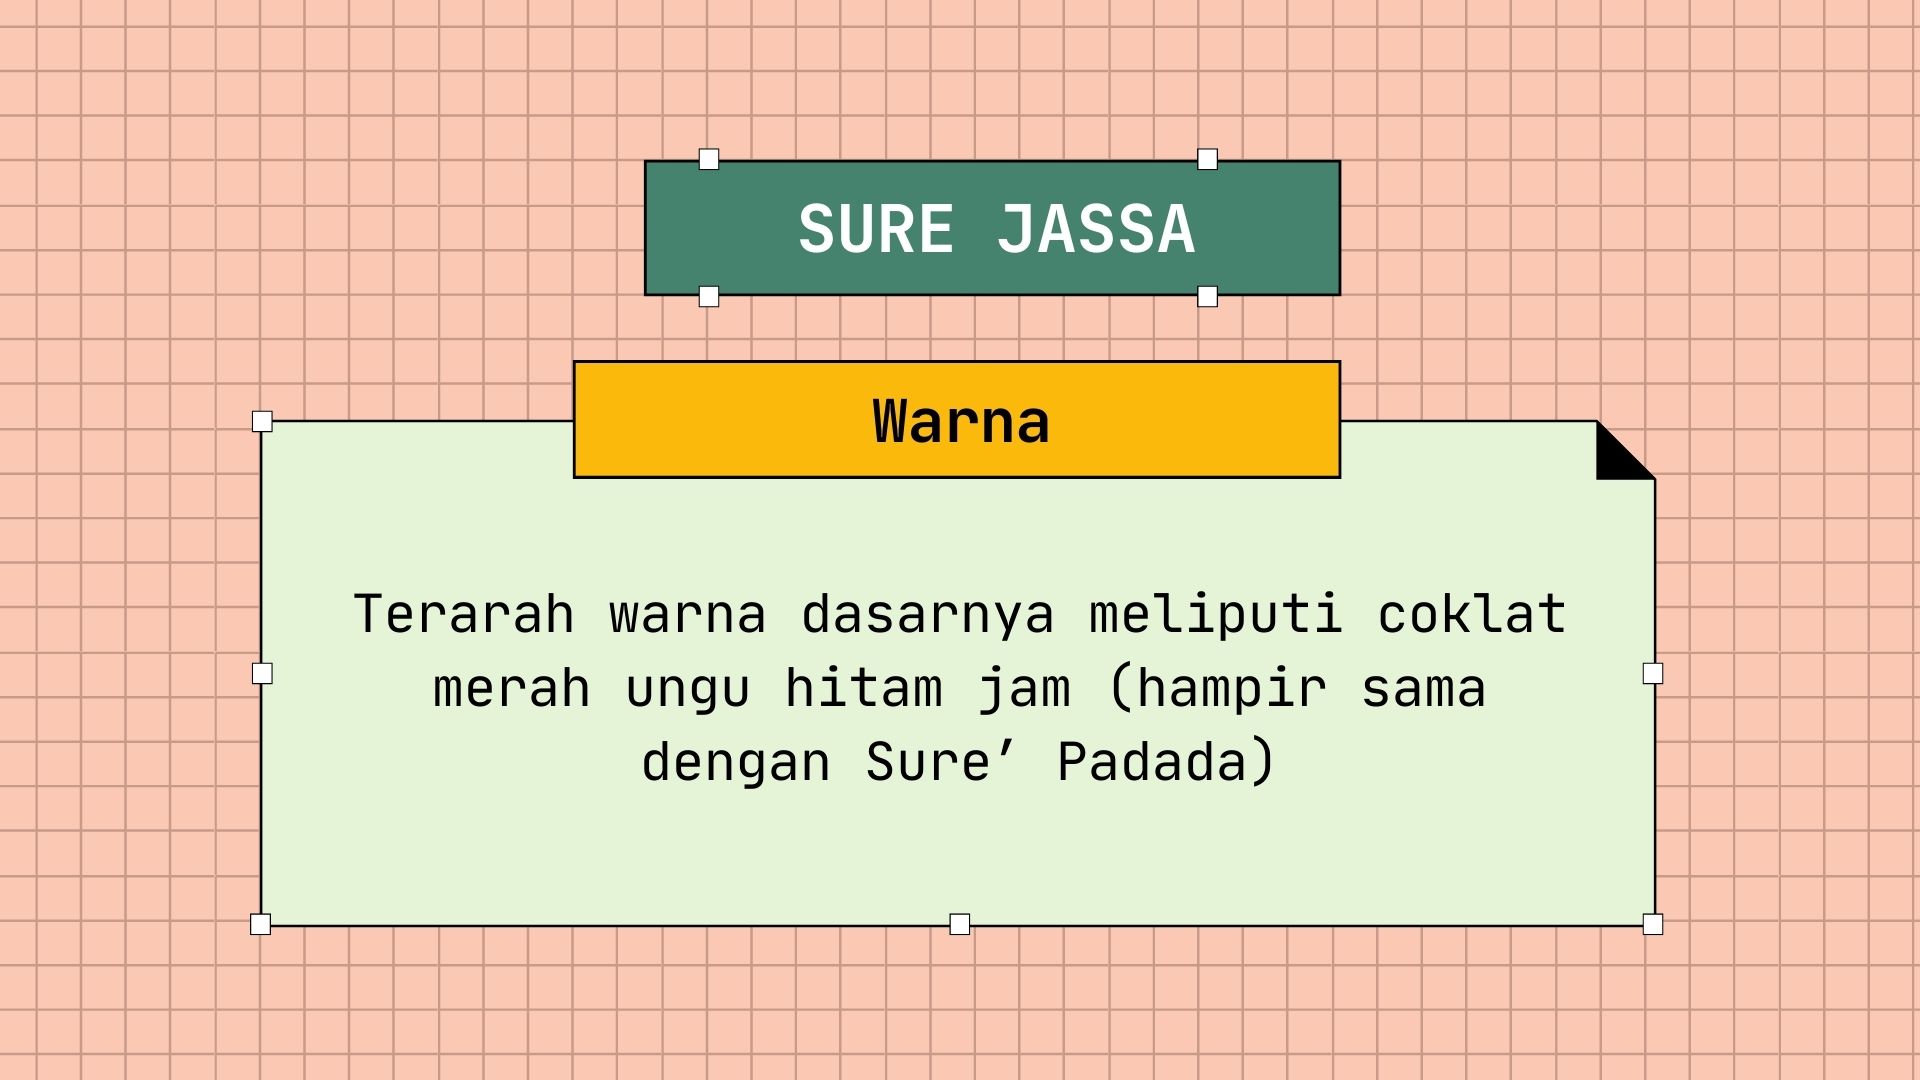 SURE JASSA
Warna
Terarah warna dasarnya meliputi coklat
merah ungu hitam jam (hampir sama
dengan Sure’ Padada)